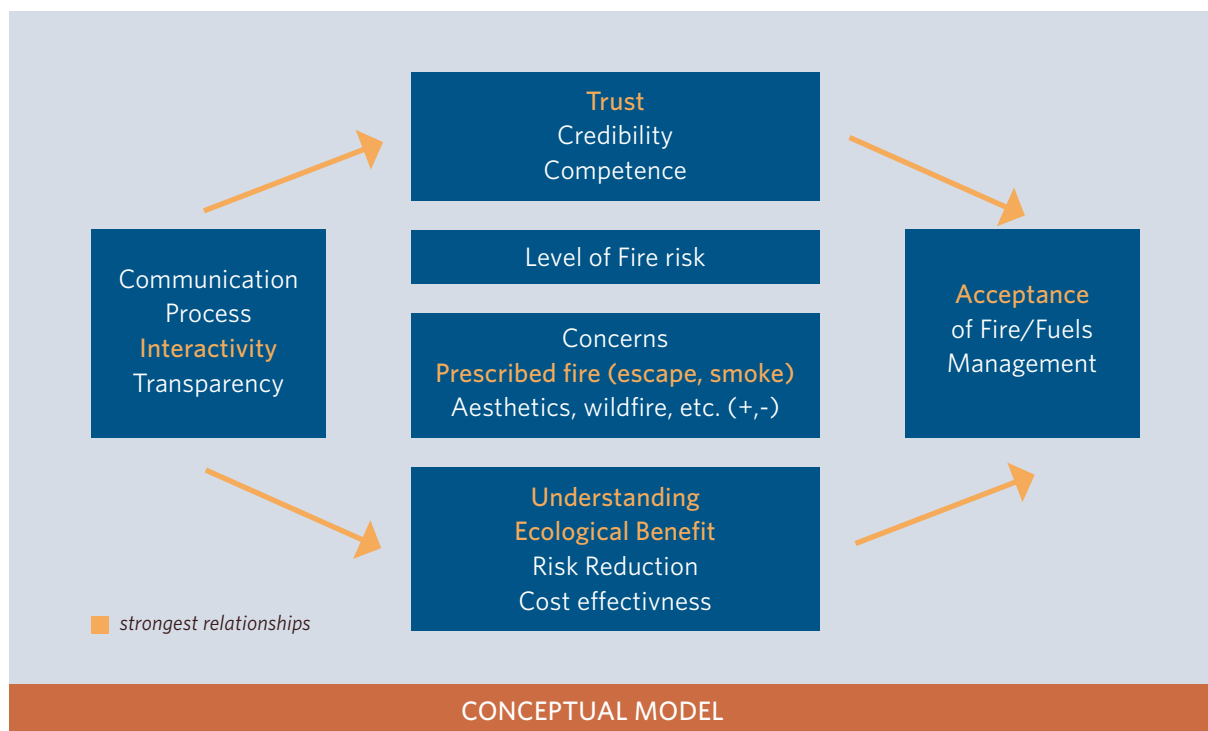 Trust
Credibility
Competence
Level of Fire risk
Communication
Process
Interactivity
Transparency
Concerns
Prescribed fire (escape, smoke)
Aesthetics, wildfire, etc. (+,-)
Acceptance
of Fire/Fuels
Management
Understanding
Ecological Benefit
Risk Reduction
Cost effectivness
strongest relationships
CONCEPTUAL MODEL